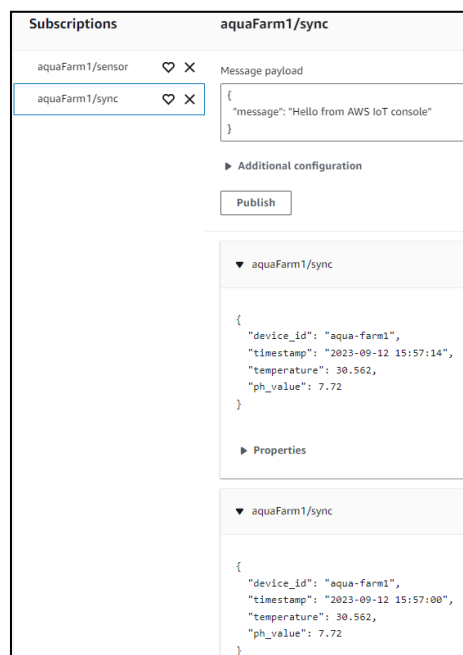 Subscriptions
aquaFarm1/sensor
aquaFarm1/sync
aquaFarm1/sync
Message payload
{
"message": "Hello from AWS IoT console"
}
Additional configuration
Publish
aquaFarm1/sync
{
"device_id": "aqua-farm1",
"timestamp": "2023-09-12 15:57:14",
"temperature": 30.562,
"ph_value": 7.72
}
Properties
aquaFarm1/sync
{
"device_id": "aqua-farm1",
"timestamp": "2023-09-12 15:57:00",
"temperature": 30.562,
"ph_value": 7.72
}